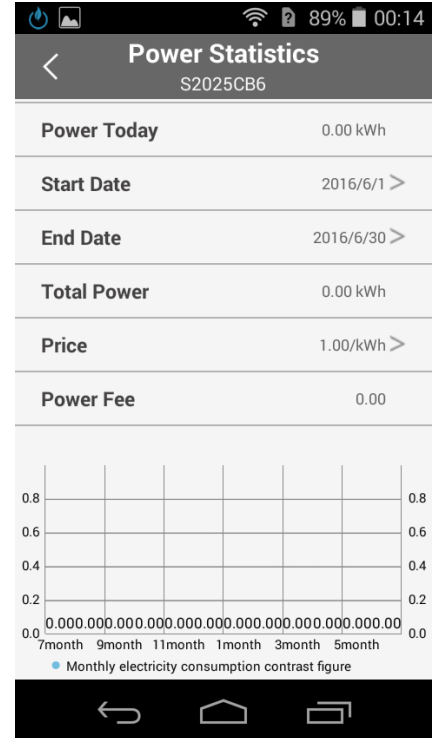 89% 00:14
Power Statistics
S2025CB6
Power Today 0.00 kWh
Start Date 2016/6/1 >
End Date 2016/6/30 >
Total Power 0.00 kWh
Price 1.00/kWh >
Power Fee 0.00
0.8 0.8
0.6 0.6
0.4 0.4
0.2 0.2
0.000.000.000.000.000.000.000.000.000.000.000.00
0.0 0.0
7month 9month 11month 1month 3month 5month
Monthly electricity consumption contrast figure